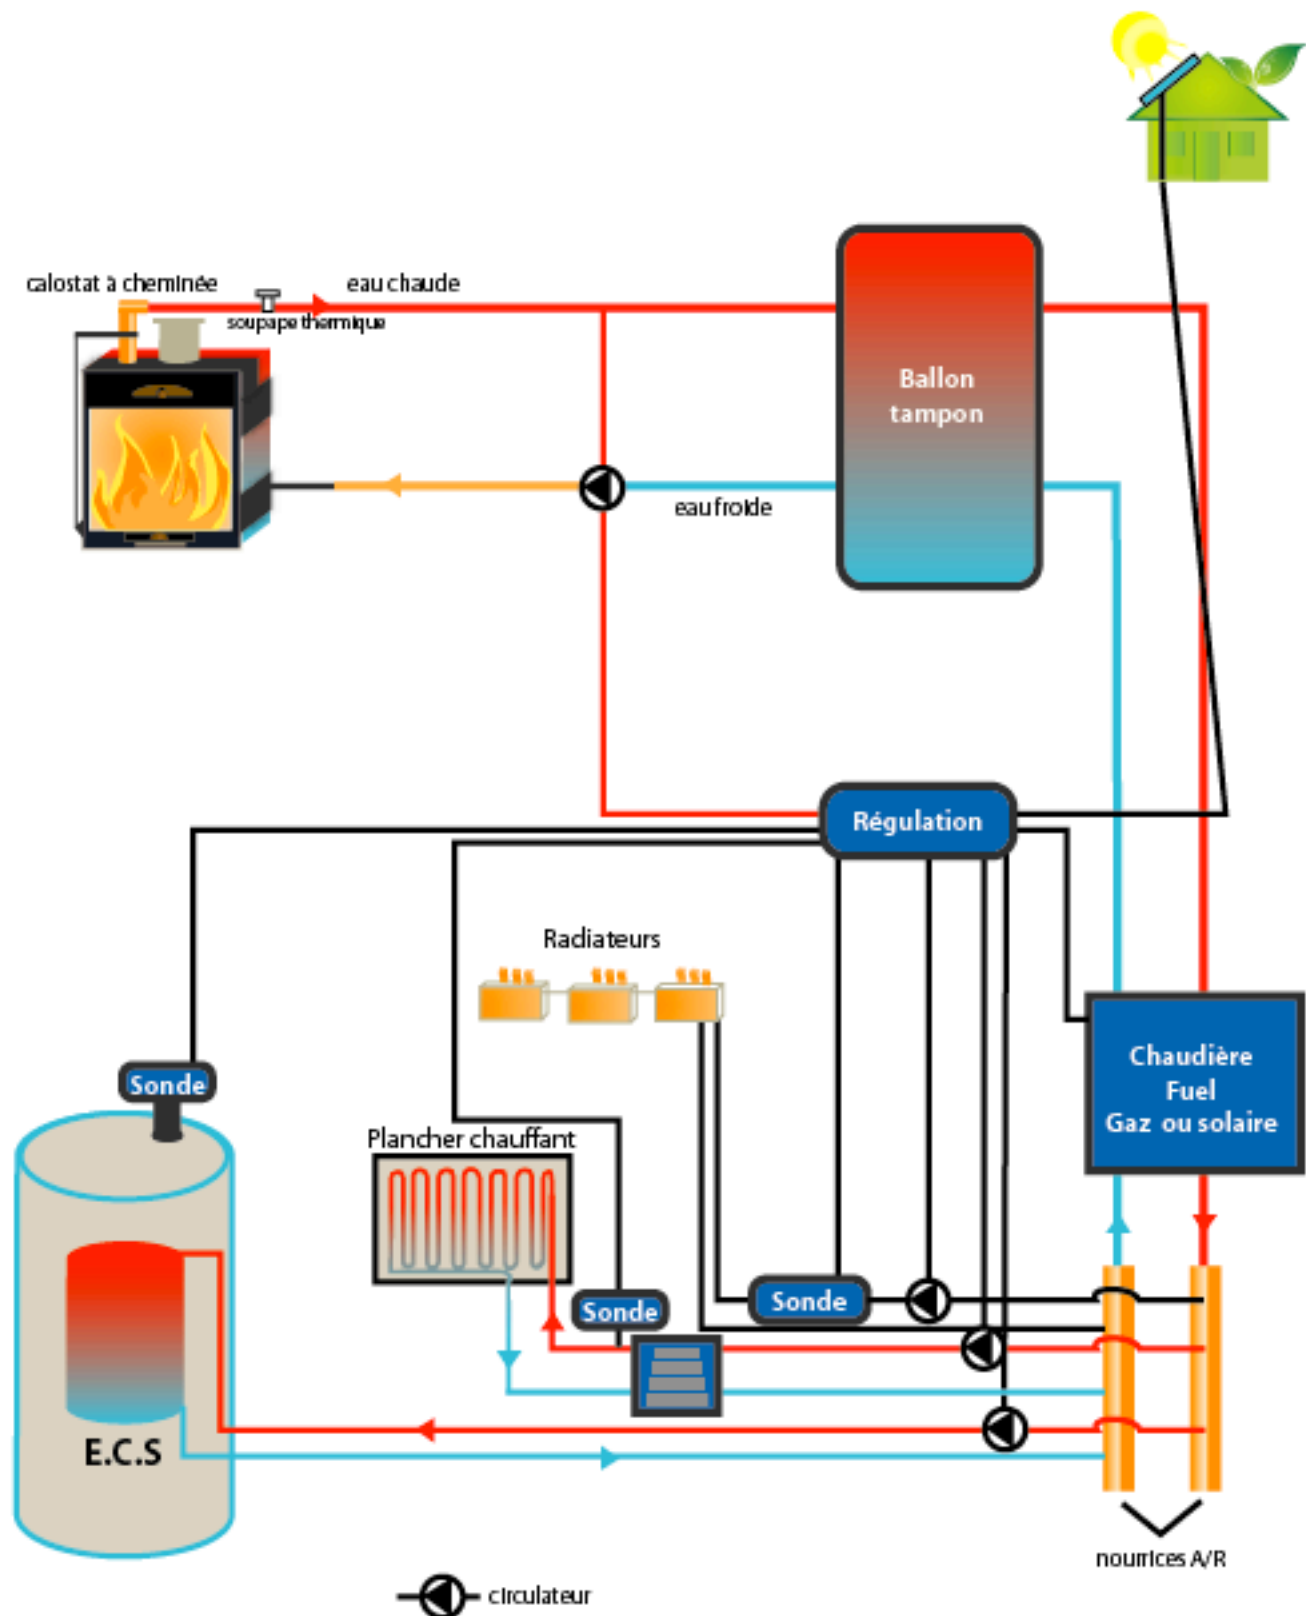 calostat à cheminée
eau chaude
soupape thermique
Ballon
tampon
eau froide
Régulation
Radiateurs
Chaudière
Fuel
Gaz ou solaire
Sonde
Plancher chauffant
Sonde
Sonde
E.C.S
nourrices A/R
circulateur